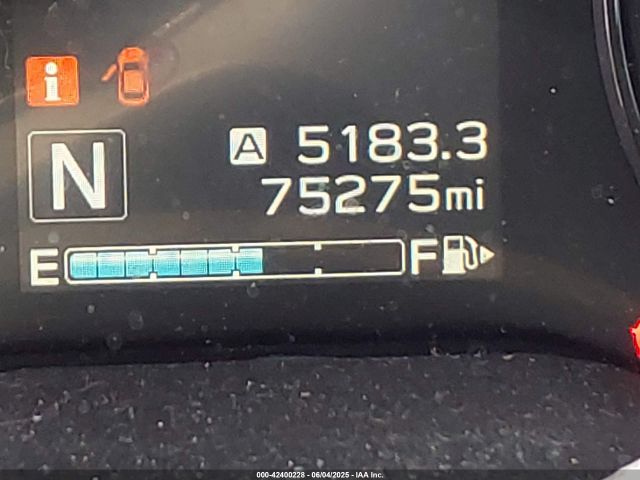 i
N A 5183.3
75275mi
E F
000-42400228 - 06/04/2025 - IAA Inc.